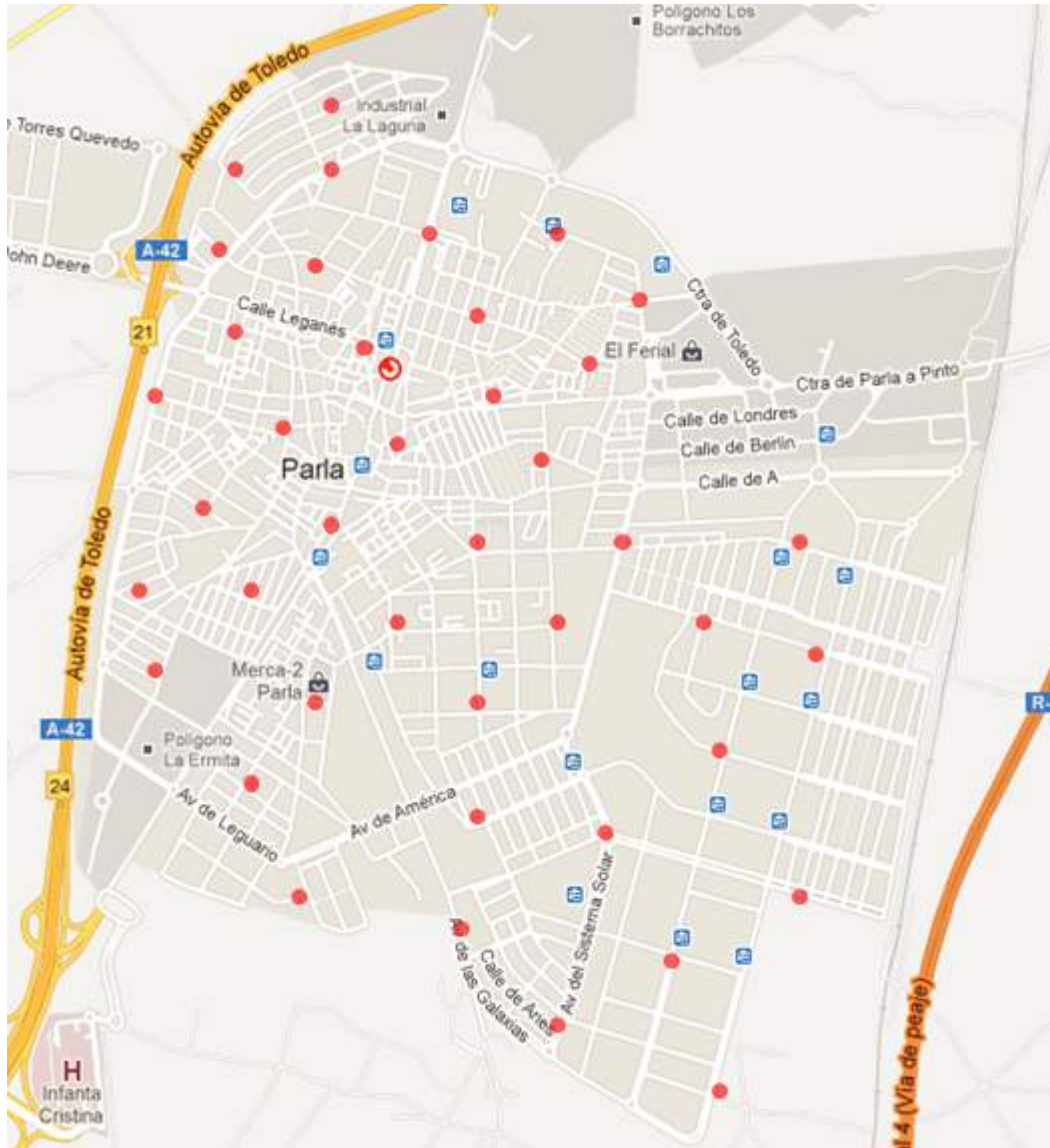 Polígono Los
Borrachitos
Autovía de Toledo
Industrial
La Laguna
Torres Quevedo
A-42
John Deere
Calle Leganés
21
Ctra de Toledo
El Ferial
Ctra de Parla a Pinto
Calle de Londres
Calle de Berlin
Calle de A
Parla
Autovía de Toledo
Merca-2
Parla
A-42
R-
Polígono
La Ermita
24
Av de Leguario
Av de América
Av del Sistema Solar
Av de las Galaxias
Calle de Aries
al 4 (Vía de peaje)
H
Infanta
Cristina